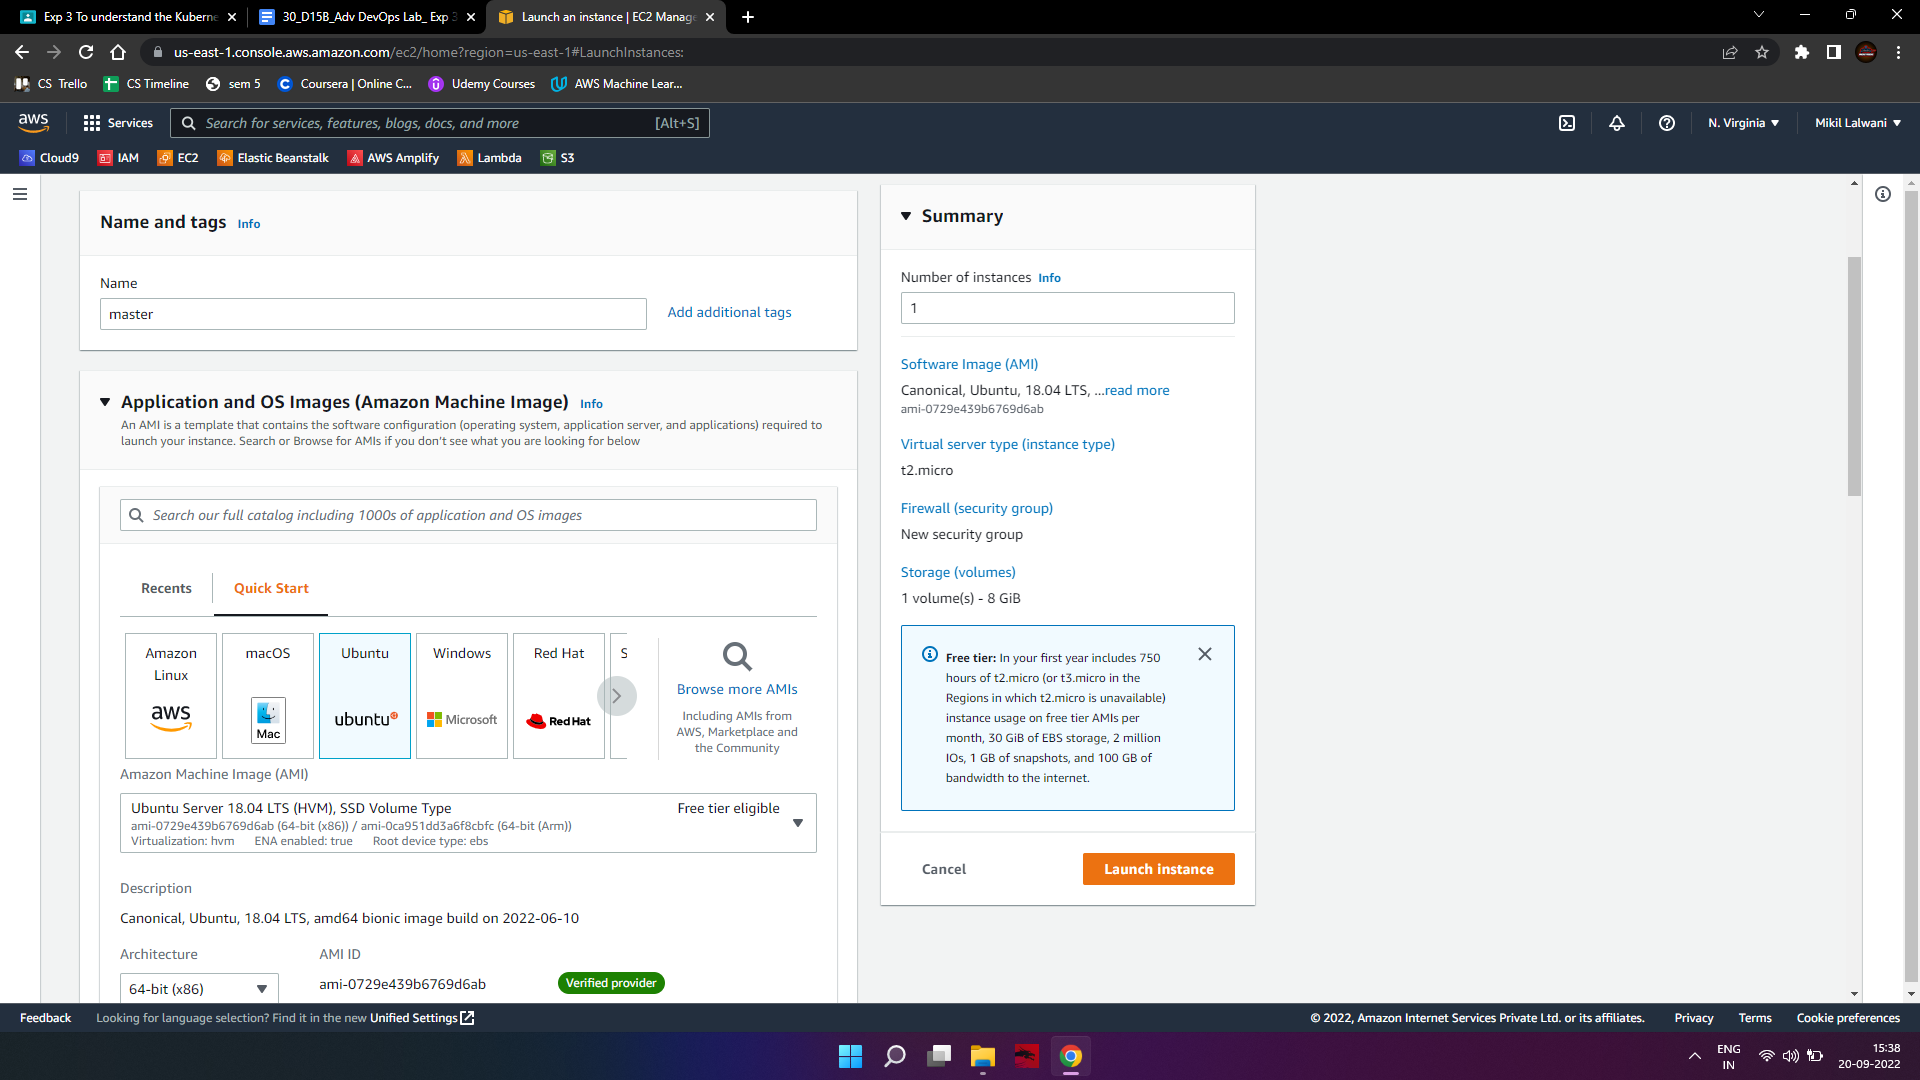 Exp 3 To understand the Kuberne
30_D15B_Adv DevOps Lab_ Exp 3
Launch an instance | EC2 Manag
us-east-1.console.aws.amazon.com/ec2/home?region=us-east-1#LaunchInstances:
CS Trello
CS Timeline
sem 5
Coursera | Online C...
Udemy Courses
AWS Machine Lear...
aws
Services
Search for services, features, blogs, docs, and more
[Alt+S]
N. Virginia
Mikil Lalwani
Cloud9
IAM
EC2
Elastic Beanstalk
AWS Amplify
Lambda
S3
Name and tags Info
Name
master
Add additional tags
Application and OS Images (Amazon Machine Image) Info
An AMI is a template that contains the software configuration (operating system, application server, and applications) required to
launch your instance. Search or Browse for AMIs if you don't see what you are looking for below
Search our full catalog including 1000s of application and OS images
Recents
Quick Start
Amazon
Linux
aws
macOS
Mac
Ubuntu
ubuntu
Windows
Microsoft
Red Hat
Red Hat
S
Browse more AMIs
Including AMIs from
AWS, Marketplace and
the Community
Amazon Machine Image (AMI)
Ubuntu Server 18.04 LTS (HVM), SSD Volume Type
Free tier eligible
ami-0729e439b6769d6ab (64-bit (x86)) / ami-0ca951dd3a6f8cbfc (64-bit (Arm))
Virtualization: hvm ENA enabled: true Root device type: ebs
Description
Canonical, Ubuntu, 18.04 LTS, amd64 bionic image build on 2022-06-10
Architecture
AMI ID
64-bit (x86)
ami-0729e439b6769d6ab
Verified provider
Summary
Number of instances Info
1
Software Image (AMI)
Canonical, Ubuntu, 18.04 LTS, ...read more
ami-0729e439b6769d6ab
Virtual server type (instance type)
t2.micro
Firewall (security group)
New security group
Storage (volumes)
1 volume(s) - 8 GiB
Free tier: In your first year includes 750
hours of t2.micro (or t3.micro in the
Regions in which t2.micro is unavailable)
instance usage on free tier AMIs per
month, 30 GiB of EBS storage, 2 million
IOs, 1 GB of snapshots, and 100 GB of
bandwidth to the internet.
Cancel
Launch instance
Feedback
Looking for language selection? Find it in the new Unified Settings
© 2022, Amazon Internet Services Private Ltd. or its affiliates.
Privacy
Terms
Cookie preferences
ENG
IN
15:38
20-09-2022